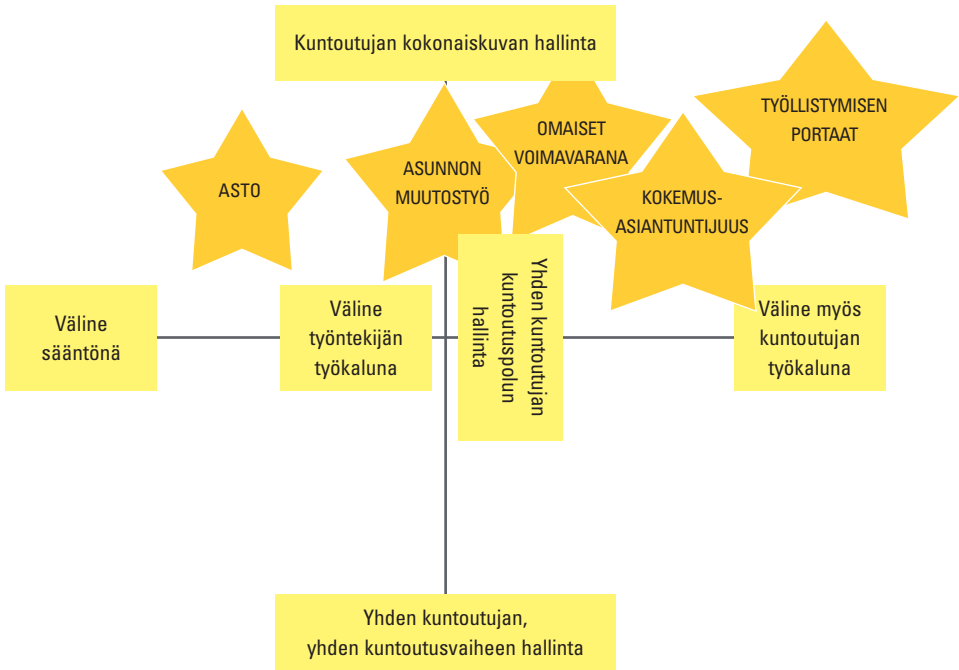 Kuntoutujan kokonaiskuvan hallinta
TYÖLLISTYMISEN
PORTAAT
OMAISET
VOIMAVARANA
ASUNNON
MUUTOSTYÖ
ASTO
KOKEMUS-
ASIANTUNTIJUUS
Väline
sääntönä
Väline
työntekijän
työkaluna
Yhden kuntoutujan
kuntoutuspolun
hallinta
Väline myös
kuntoutujan
työkaluna
Yhden kuntoutujan,
yhden kuntoutusvaiheen hallinta